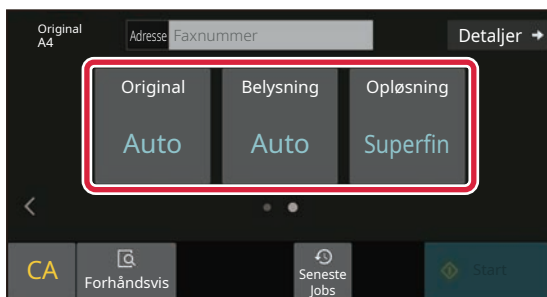 Original
A4
Adresse Faxnummer
Detaljer
Original Belysning Opløsning
Auto Auto Superfin
CA
Forhåndsvis
Seneste
Jobs
Start